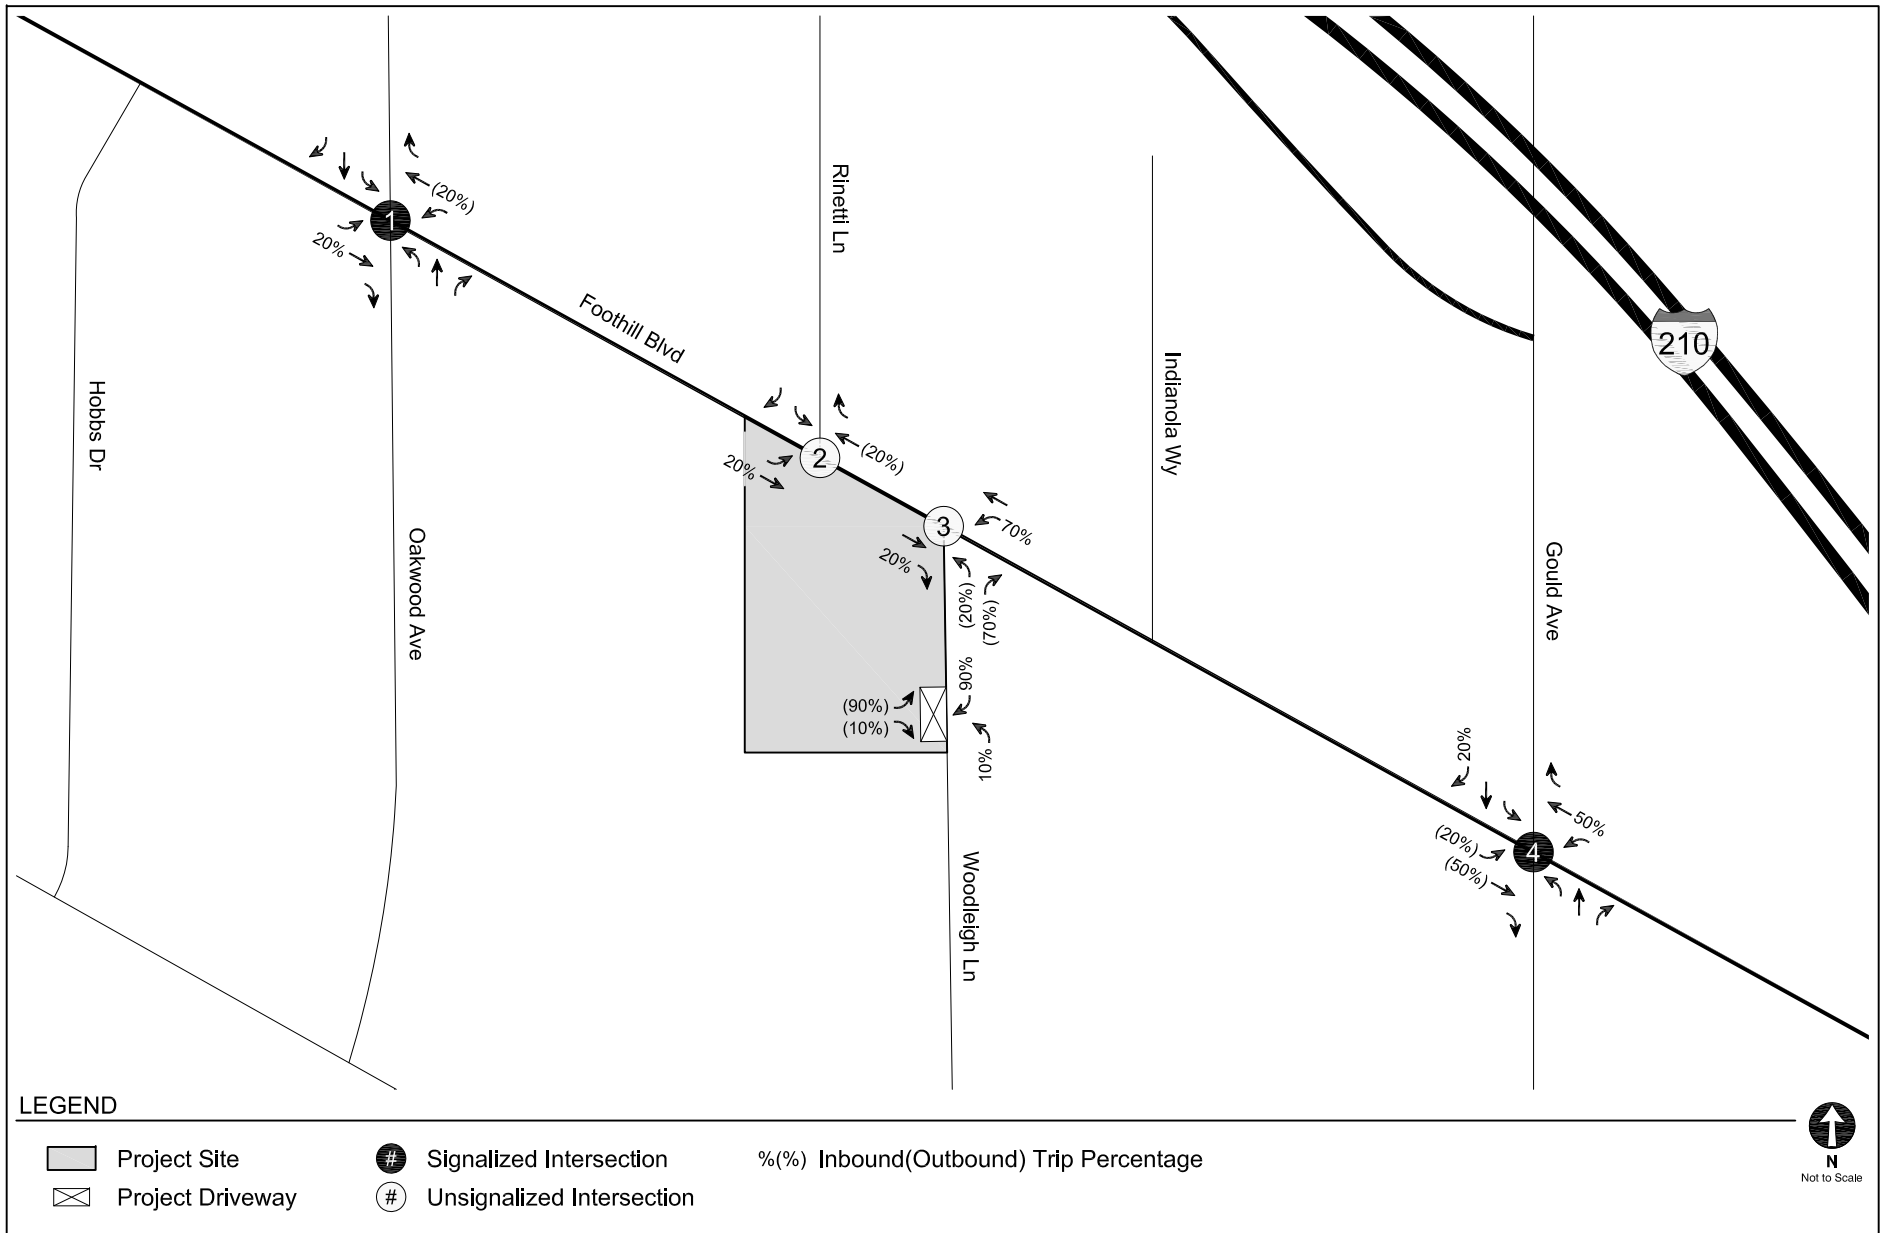 Rinetti Ln
(20%)
1
20%
Foothill Blvd
210
Hobbs Dr
Indianola Wy
2
(20%)
20%
3
70%
20%
(20%)
(70%)
Oakwood Ave
Gould Ave
90%
(90%)
(10%)
10%
20%
50%
(20%)
(50%)
4
Woodleigh Ln
LEGEND
Project Site
# Signalized Intersection
%(%) Inbound(Outbound) Trip Percentage
Project Driveway
# Unsignalized Intersection
N
Not to Scale